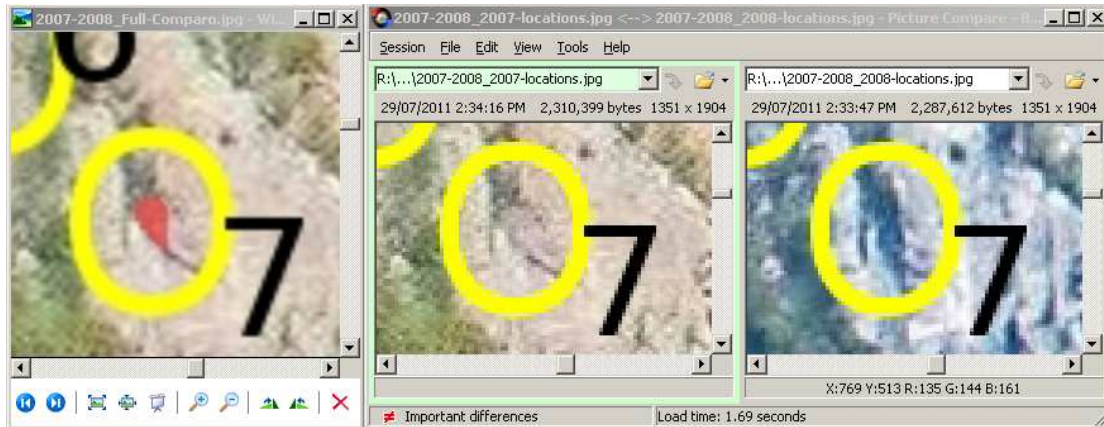 2007-2008_Full-Comparo.jpg - Wi...
6
7
2007-2008_2007-locations.jpg <--> 2007-2008_2008-locations.jpg - Picture Compare - B...
Session File Edit View Tools Help
R:\...\2007-2008_2007-locations.jpg
29/07/2011 2:34:16 PM 2,310,399 bytes 1351 x 1904
7
R:\...\2007-2008_2008-locations.jpg
29/07/2011 2:33:47 PM 2,287,612 bytes 1351 x 1904
7
X:769 Y:513 R:135 G:144 B:161
Important differences
Load time: 1.69 seconds